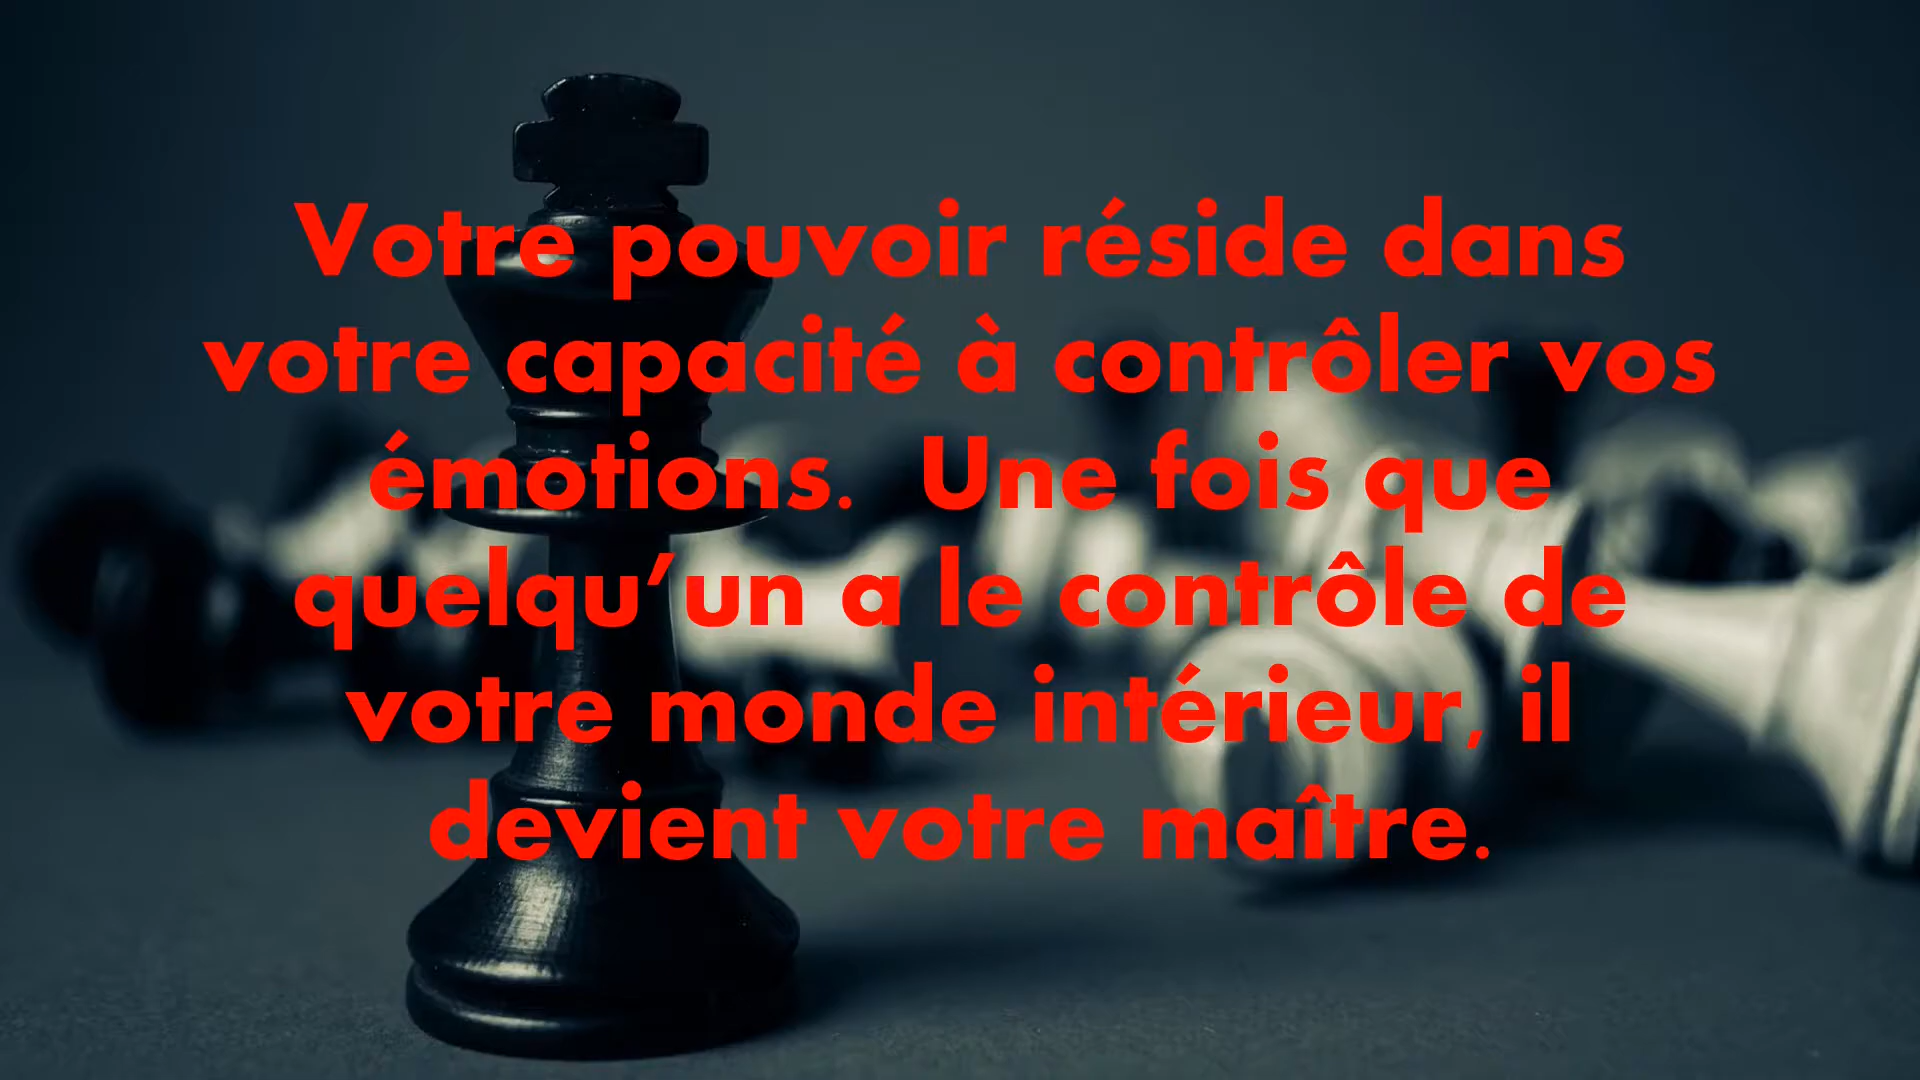 Votre pouvoir réside dans
votre capacité à contrôler vos
émotions.  Une fois que
quelqu’un a le contrôle de
votre monde intérieur, il
devient votre maître.